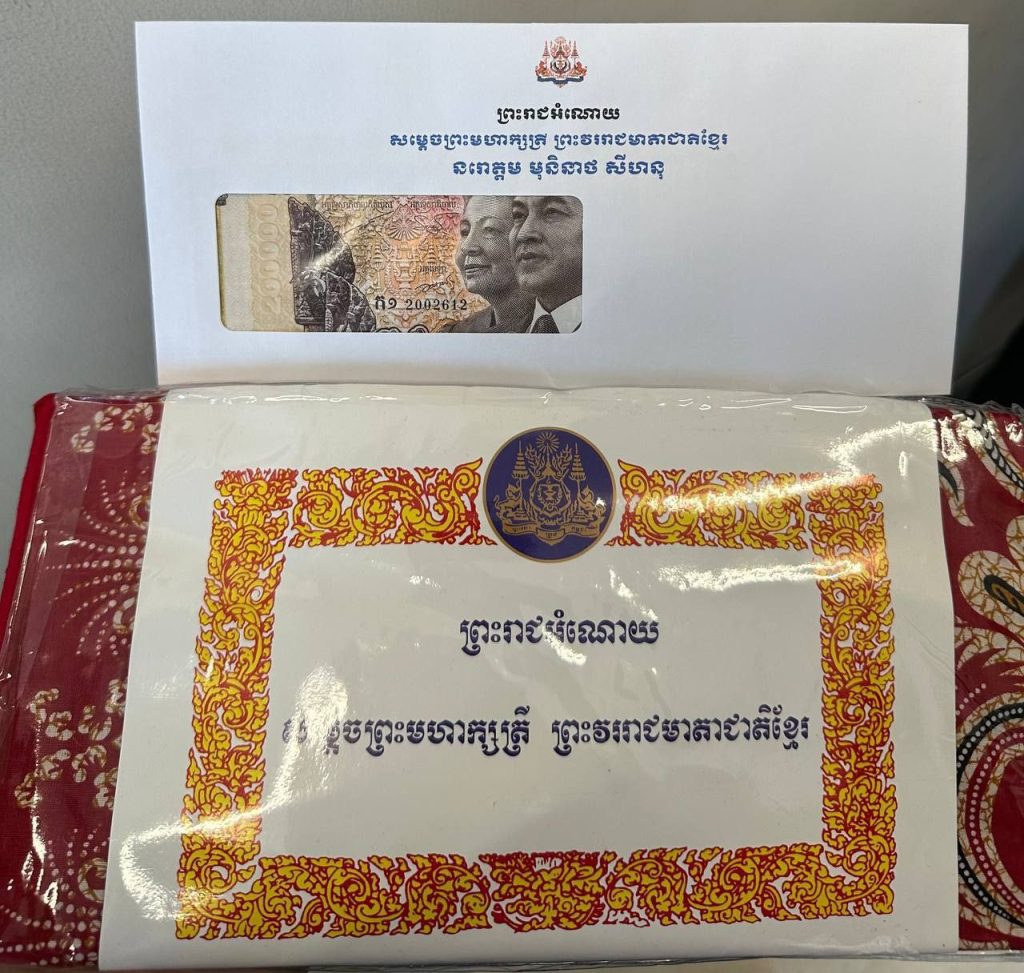 ព្រះរាជអំណោយ
សម្តេចព្រះមហាក្សត្រី ព្រះវររាជមាតាជាតិខ្មែរ
នរោត្តម មុនិនាថ សីហនុ
ក១ 2002612
ព្រះរាជអំណោយ
សម្តេចព្រះមហាក្សត្រី ព្រះវររាជមាតាជាតិខ្មែរ